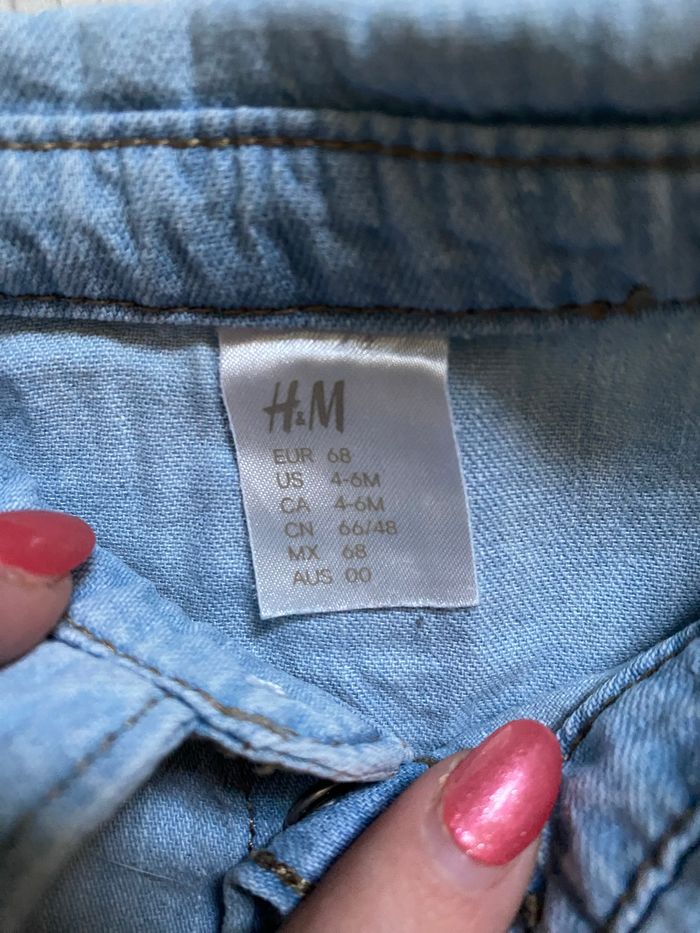 H&M
EUR 68
US 4-6M
CA 4-6M
CN 66/48
MX 68
AUS 00